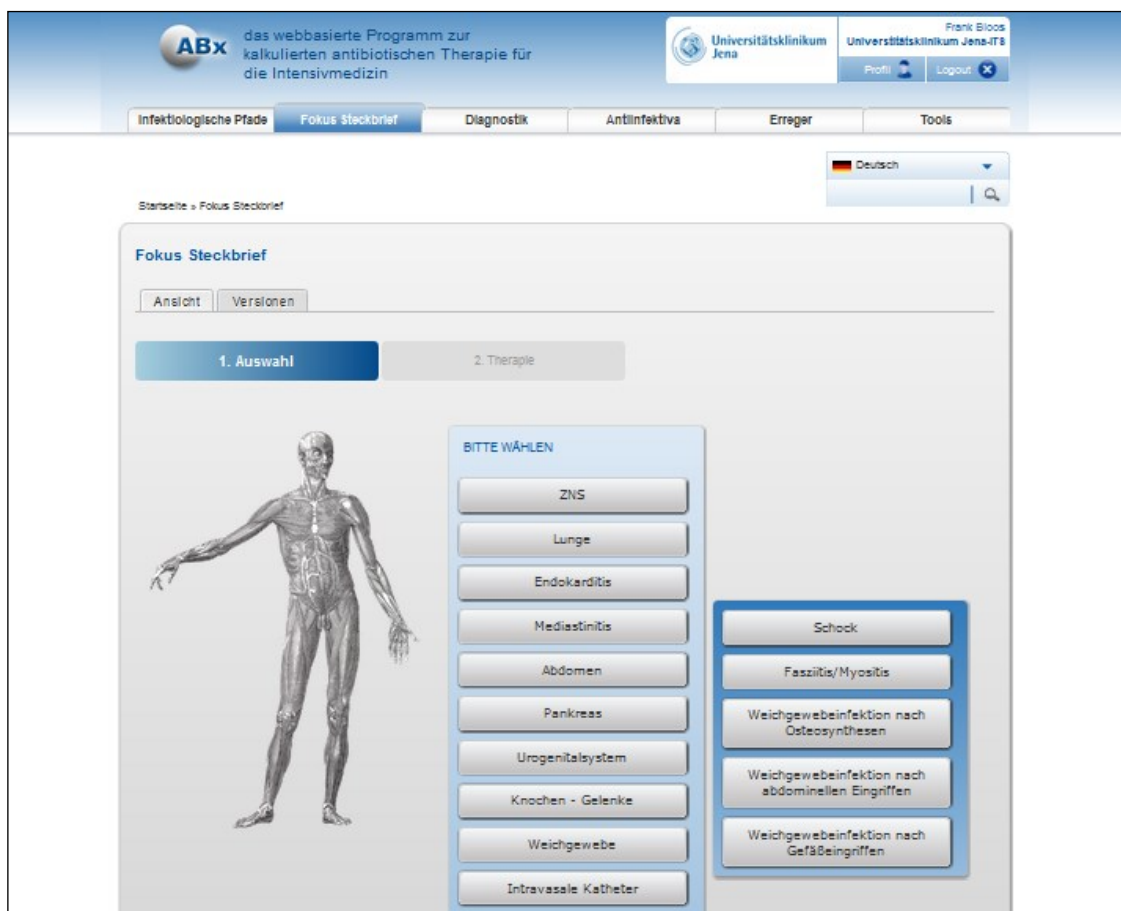 ABx
das webbasierte Programm zur
kalkulierten antibiotischen Therapie für
die Intensivmedizin
Universitätsklinikum
Jena
Frank Bloos
Universitätsklinikum Jena-ITS
Profil
Logout
Infektiologische Pfade
Fokus Steckbrief
Diagnostik
Antiinfektiva
Erreger
Tools
Deutsch
Startseite » Fokus Steckbrief
Fokus Steckbrief
Ansicht
Versionen
1. Auswahl
2. Therapie
BITTE WÄHLEN
ZNS
Lunge
Endokarditis
Mediastinitis
Abdomen
Pankreas
Urogenitalsystem
Knochen - Gelenke
Weichgewebe
Intravasale Katheter
Schock
Fasziitis/Myositis
Weichgewebeinfektion nach
Osteosynthesen
Weichgewebeinfektion nach
abdominellen Eingriffen
Weichgewebeinfektion nach
Gefäßeingriffen